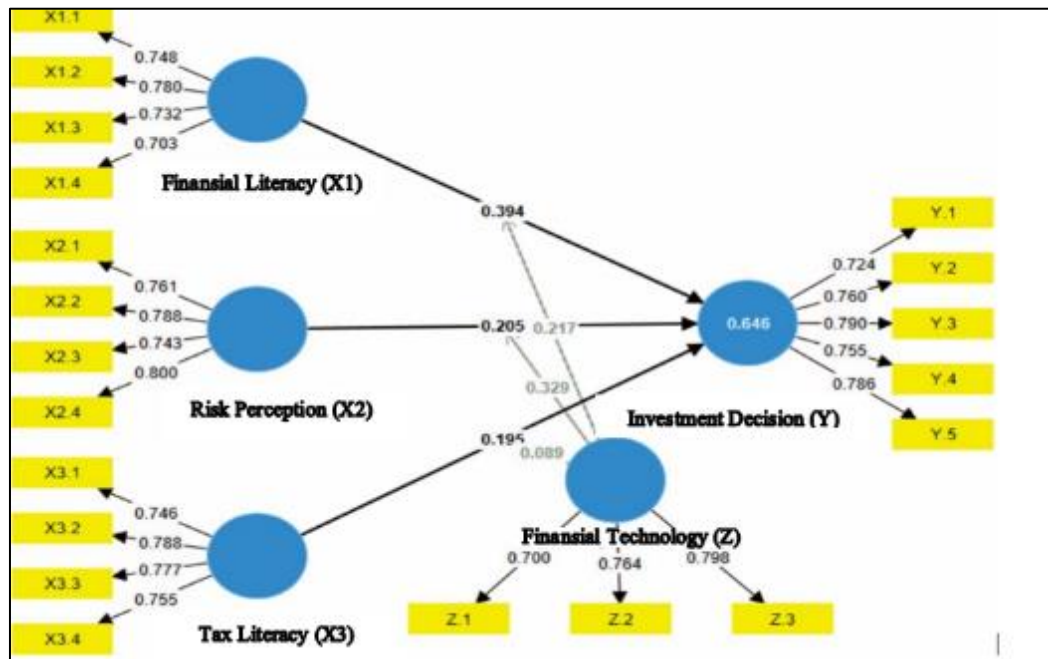 X1.1
0.748
X1.2
0.780
X1.3
0.732
0.703
X1.4
Finansial Literacy (X1)
0.394
X2.1
0.761
X2.2
0.788
X2.3
0.743
0.800
X2.4
Risk Perception (X2)
0.205
0.217
0.329
X3.1
0.746
X3.2
0.788
X3.3
0.777
0.755
X3.4
Tax Literacy (X3)
0.195
0.089
0.646
Investment Decision (Y)
Y.1
0.724
Y.2
0.760
Y.3
0.790
0.755
Y.4
0.786
Y.5
Finansial Technology (Z)
0.700
0.764
0.798
Z.1
Z.2
Z.3